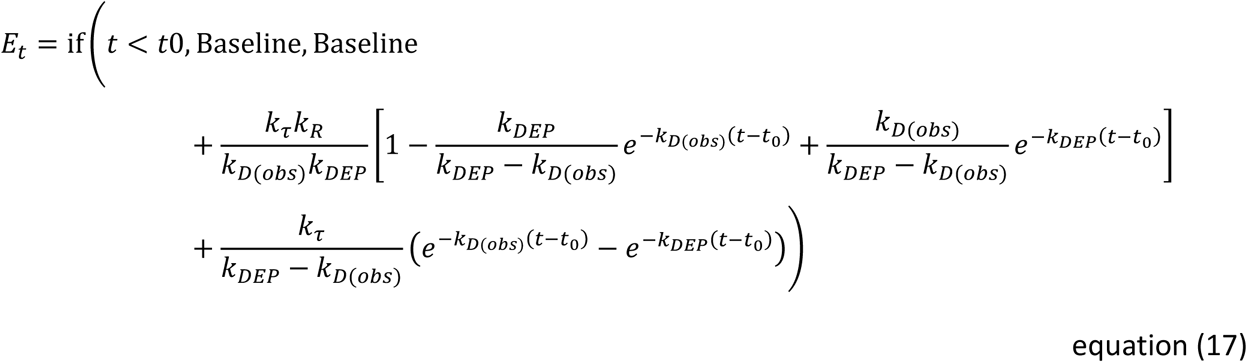 E_t = if(t < t0, Baseline, Baseline
+ \frac{k_τ k_R}{k_{D(obs)} k_{DEP}} [1 − \frac{k_{DEP}}{k_{DEP} − k_{D(obs)}} e^{−k_{D(obs)}(t−t_0)} + \frac{k_{D(obs)}}{k_{DEP} − k_{D(obs)}} e^{−k_{DEP}(t−t_0)}]
+ \frac{k_τ}{k_{DEP} − k_{D(obs)}} (e^{−k_{D(obs)}(t−t_0)} − e^{−k_{DEP}(t−t_0)}))
equation (17)